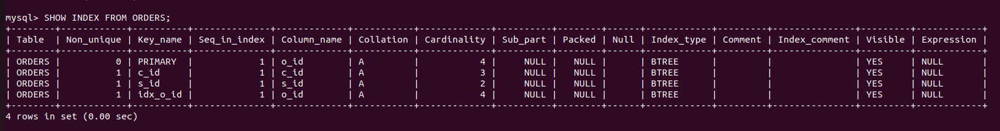 mysql> SHOW INDEX FROM ORDERS;
+--------+------------+----------+--------------+-------------+-----------+-------------+----------+--------+------+------------+---------+---------------+---------+------------+
| Table  | Non_unique | Key_name | Seq_in_index | Column_name | Collation | Cardinality | Sub_part | Packed | Null | Index_type | Comment | Index_comment | Visible | Expression |
+--------+------------+----------+--------------+-------------+-----------+-------------+----------+--------+------+------------+---------+---------------+---------+------------+
| ORDERS |          0 | PRIMARY  |            1 | o_id        | A         |           4 |     NULL |   NULL |      | BTREE      |         |               | YES     | NULL       |
| ORDERS |          1 | c_id     |            1 | c_id        | A         |           3 |     NULL |   NULL |      | BTREE      |         |               | YES     | NULL       |
| ORDERS |          1 | s_id     |            1 | s_id        | A         |           2 |     NULL |   NULL |      | BTREE      |         |               | YES     | NULL       |
| ORDERS |          1 | idx_o_id |            1 | o_id        | A         |           4 |     NULL |   NULL |      | BTREE      |         |               | YES     | NULL       |
+--------+------------+----------+--------------+-------------+-----------+-------------+----------+--------+------+------------+---------+---------------+---------+------------+
4 rows in set (0.00 sec)